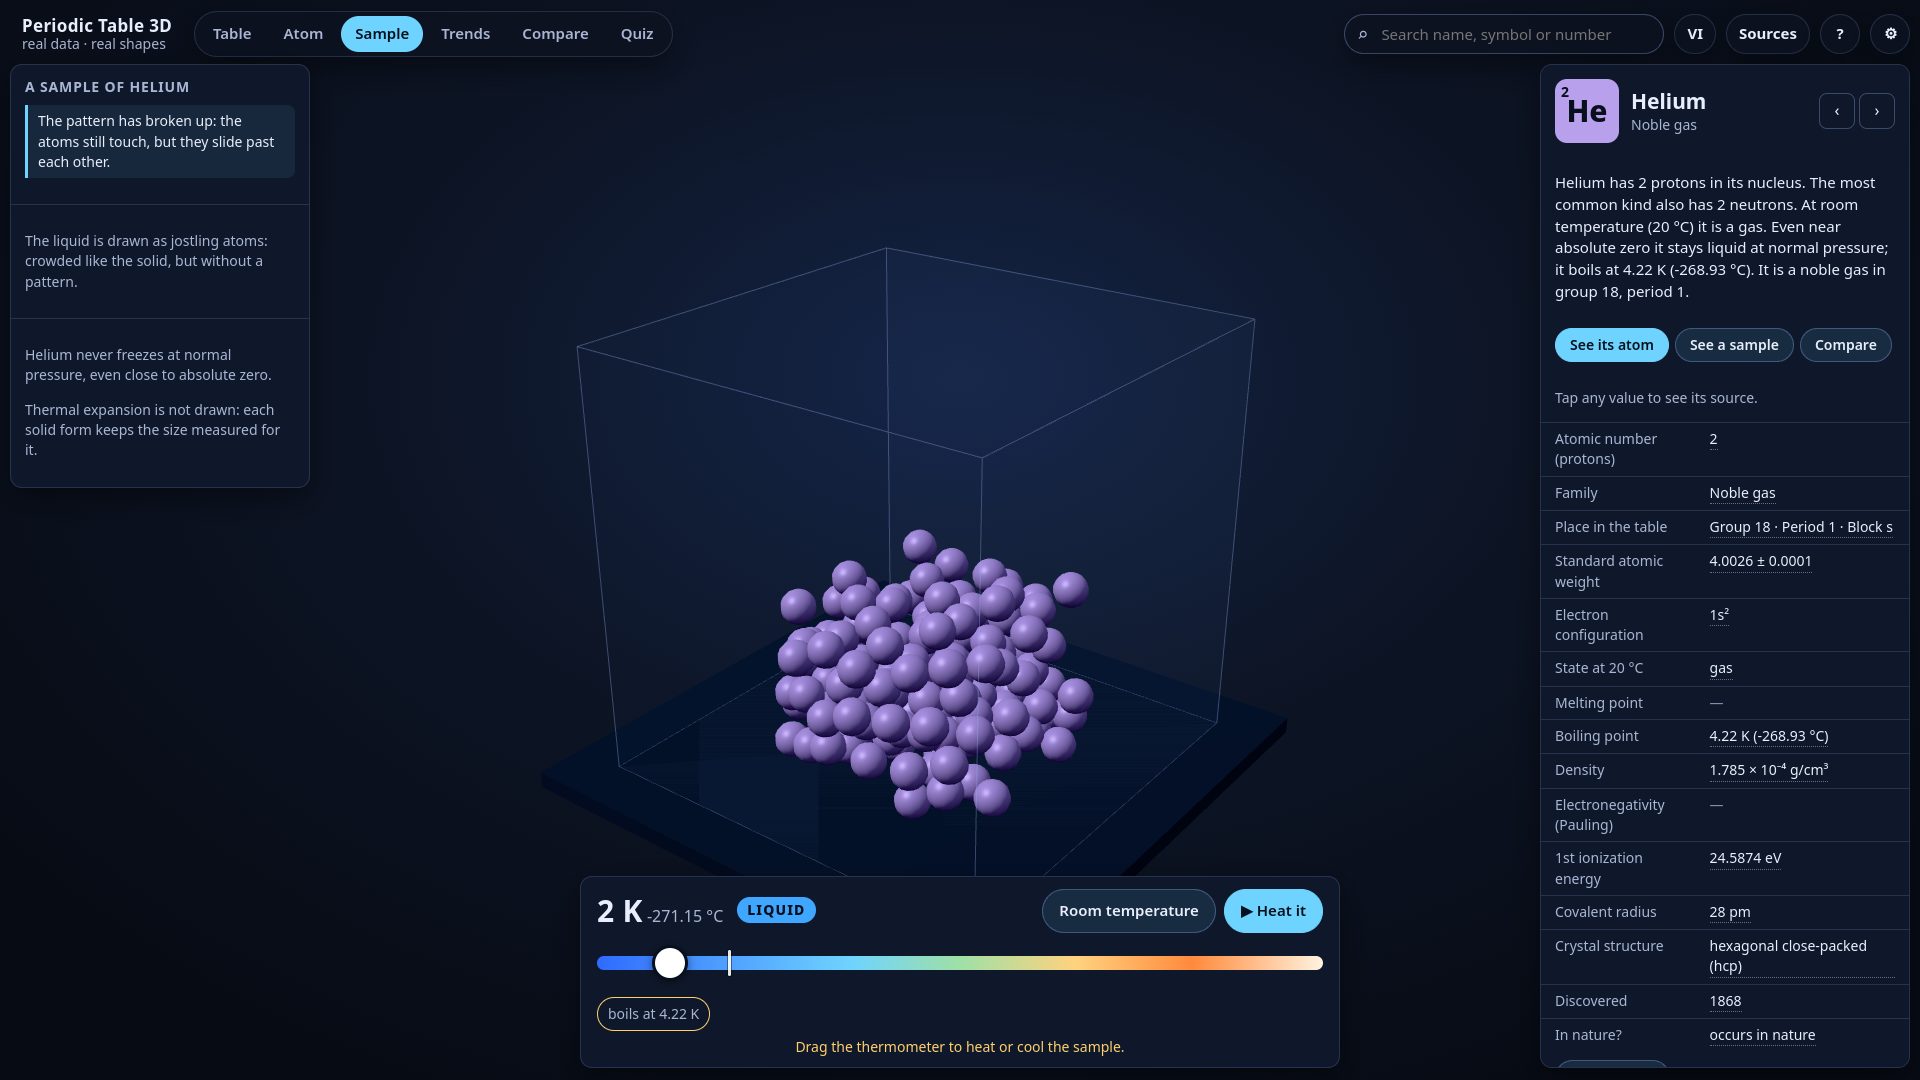 Periodic Table 3D
real data · real shapes
Table
Atom
Sample
Trends
Compare
Quiz
Search name, symbol or number
VI
Sources
?
A SAMPLE OF HELIUM
The pattern has broken up: the
atoms still touch, but they slide past
each other.
The liquid is drawn as jostling atoms:
crowded like the solid, but without a
pattern.
Helium never freezes at normal
pressure, even close to absolute zero.
Thermal expansion is not drawn: each
solid form keeps the size measured for
it.
2 K -271.15 °C LIQUID
Room temperature
▶ Heat it
boils at 4.22 K
Drag the thermometer to heat or cool the sample.
2
He
Helium
Noble gas
‹ ›
Helium has 2 protons in its nucleus. The most
common kind also has 2 neutrons. At room
temperature (20 °C) it is a gas. Even near
absolute zero it stays liquid at normal pressure;
it boils at 4.22 K (-268.93 °C). It is a noble gas in
group 18, period 1.
See its atom
See a sample
Compare
Tap any value to see its source.
Atomic number
(protons)
2
Family
Noble gas
Place in the table
Group 18 · Period 1 · Block s
Standard atomic
weight
4.0026 ± 0.0001
Electron
configuration
1s²
State at 20 °C
gas
Melting point
—
Boiling point
4.22 K (-268.93 °C)
Density
1.785 × 10⁻⁴ g/cm³
Electronegativity
(Pauling)
—
1st ionization
energy
24.5874 eV
Covalent radius
28 pm
Crystal structure
hexagonal close-packed
(hcp)
Discovered
1868
In nature?
occurs in nature